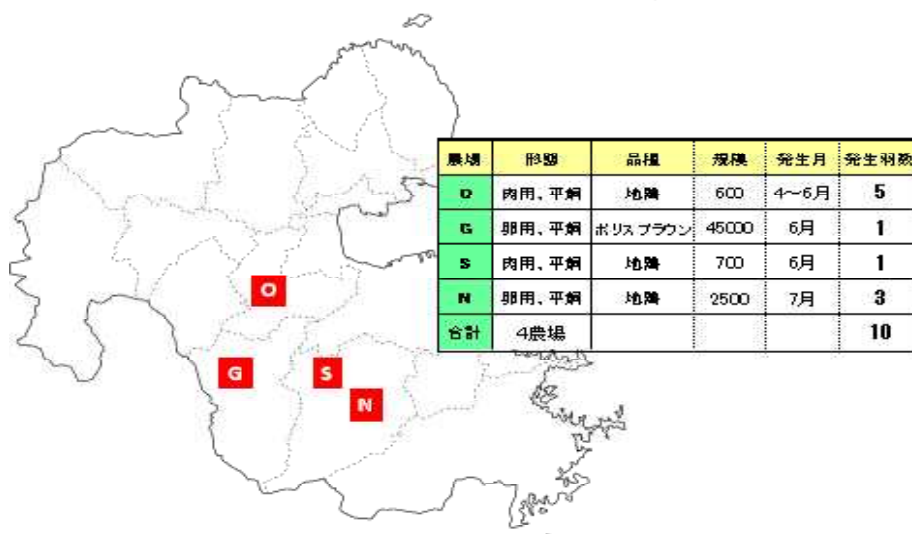 農場 形態 品種 規模 発生月 発生羽数
O 肉用、平飼 地鶏 600 4～6月 5
G 卵用、平飼 ボリスブラウン 45000 6月 1
S 肉用、平飼 地鶏 700 6月 1
N 卵用、平飼 地鶏 2500 7月 3
合計 4農場 10
O
G
S
N